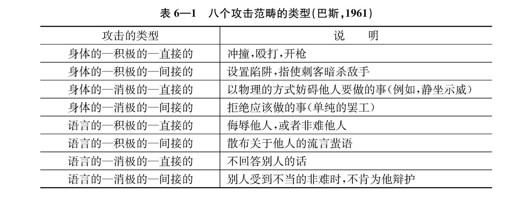 表 6—1 八个攻击范畴的类型(巴斯,1961)
攻击的类型 说 明
身体的—积极的—直接的 冲撞,殴打,开枪
身体的—积极的—间接的 设置陷阱,指使刺客暗杀敌手
身体的—消极的—直接的 以物理的方式妨碍他人要做的事(例如,静坐示威)
身体的—消极的—间接的 拒绝应该做的事(单纯的罢工)
语言的—积极的—直接的 侮辱他人,或者非难他人
语言的—积极的—间接的 散布关于他人的流言蜚语
语言的—消极的—直接的 不回答别人的话
语言的—消极的—间接的 别人受到不当的非难时,不肯为他辩护